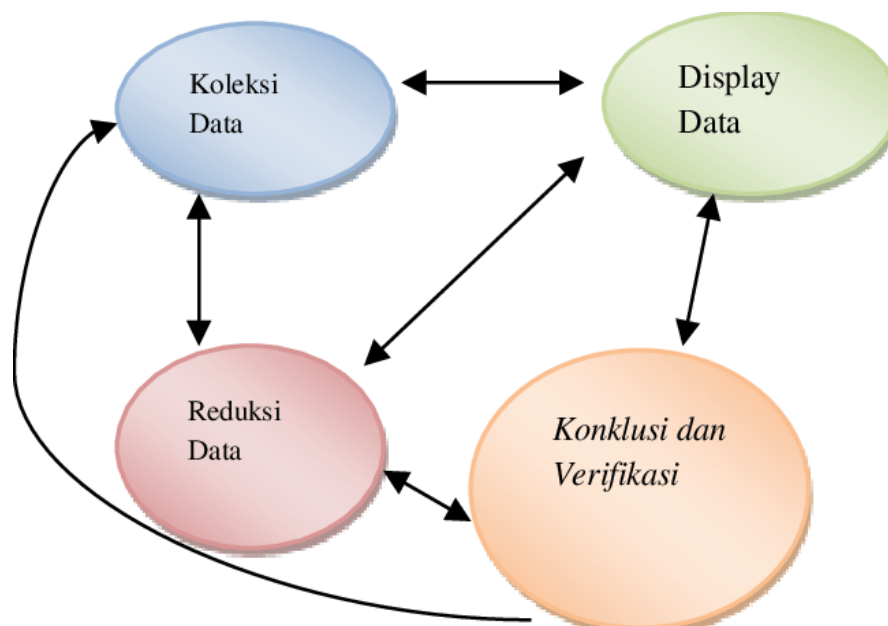 Koleksi
Data
Display
Data
Reduksi
Data
Konklusi dan
Verifikasi